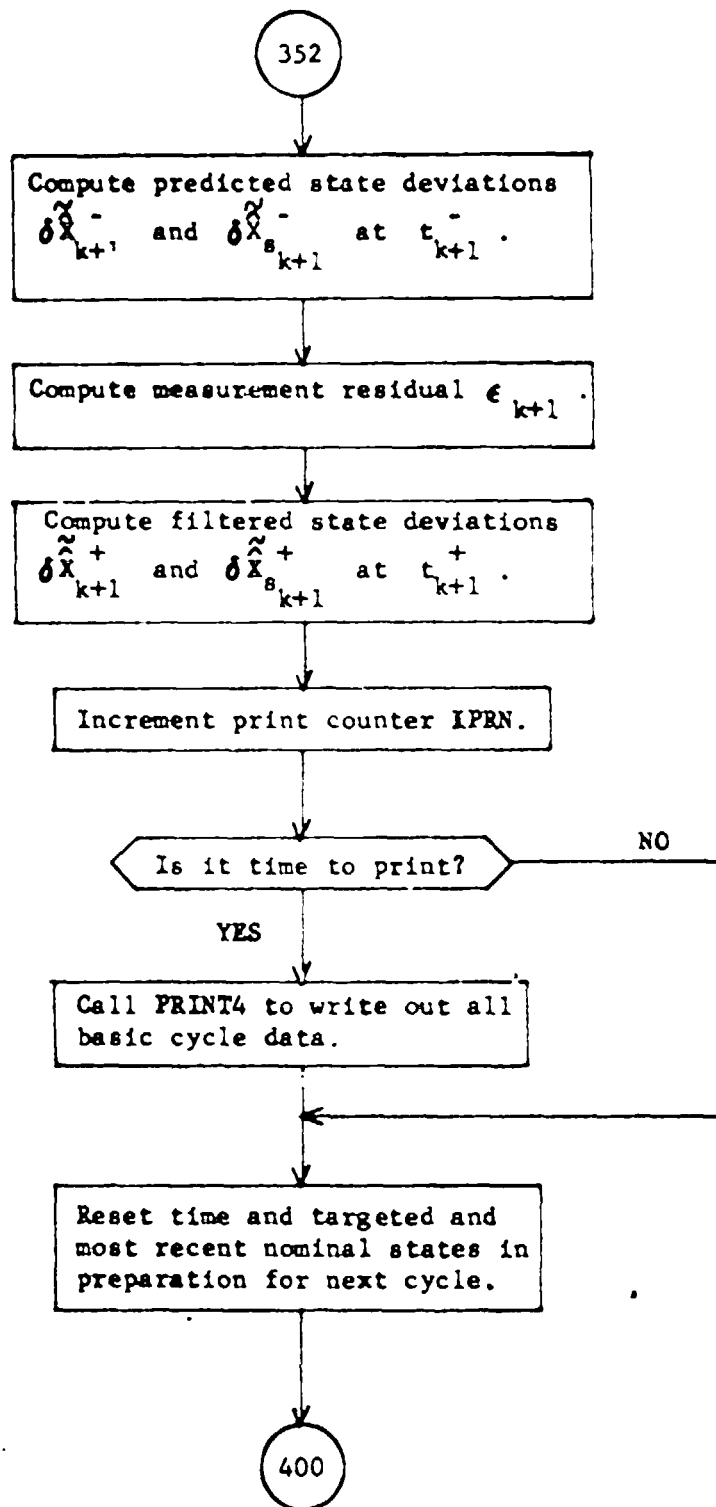 352
Compute predicted state deviations
δX̂̃⁻k+1 and δX̂̃⁻s k+1 at t⁻k+1 .
Compute measurement residual ϵ k+1 .
Compute filtered state deviations
δX̂̃⁺k+1 and δX̂̃⁺s k+1 at t⁺k+1 .
Increment print counter IPRN.
Is it time to print?
NO
YES
Call PRINT4 to write out all
basic cycle data.
Reset time and targeted and
most recent nominal states in
preparation for next cycle.
400